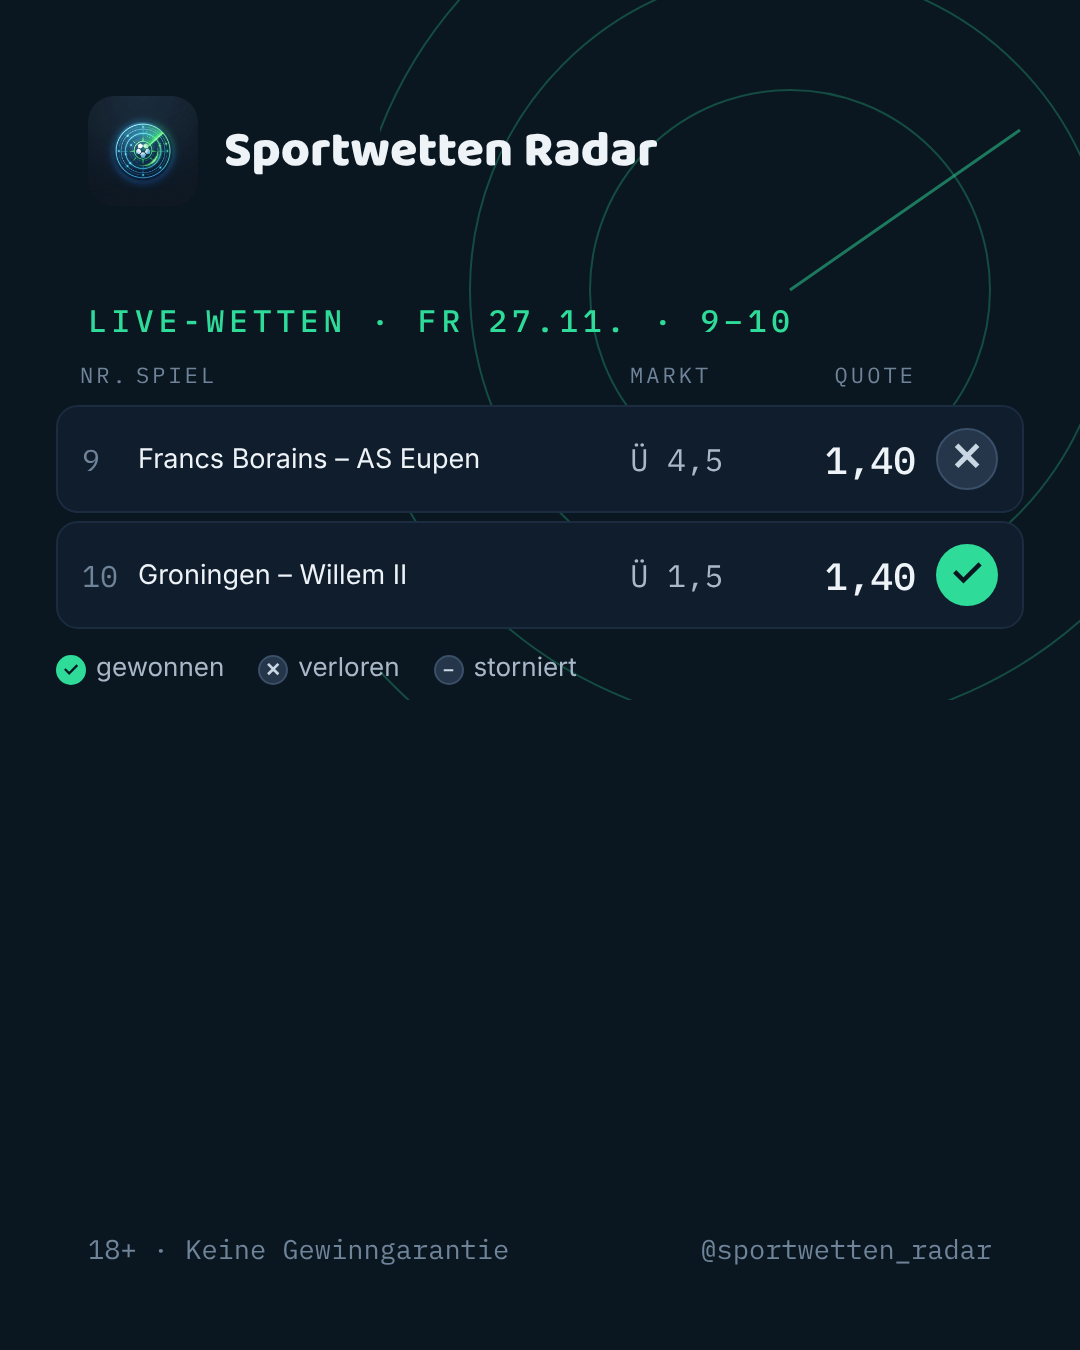 Sportwetten Radar
LIVE-WETTEN · FR 27.11. · 9–10
NR. SPIEL MARKT QUOTE
9 Francs Borains – AS Eupen Ü 4,5 1,40 ✕
10 Groningen – Willem II Ü 1,5 1,40 ✓
✓ gewonnen ✕ verloren – storniert
18+ · Keine Gewinngarantie @sportwetten_radar